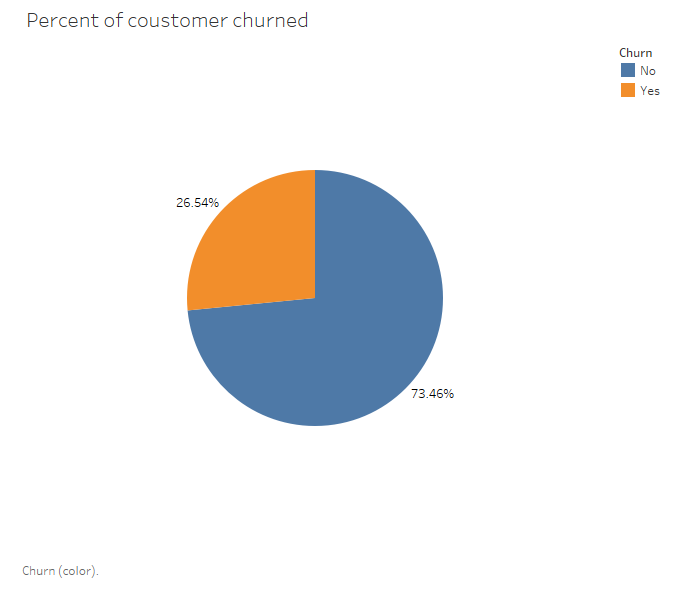 Percent of coustomer churned
Churn
No
Yes
26.54%
73.46%
Churn (color).